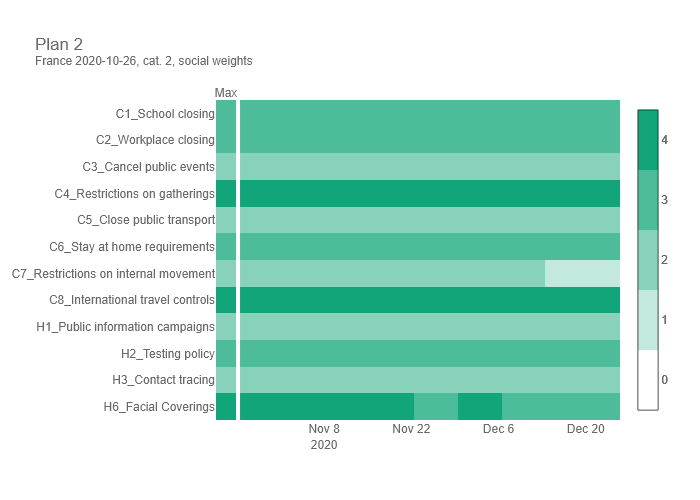 Plan 2
France 2020-10-26, cat. 2, social weights
Max
C1_School closing
C2_Workplace closing
C3_Cancel public events
C4_Restrictions on gatherings
C5_Close public transport
C6_Stay at home requirements
C7_Restrictions on internal movement
C8_International travel controls
H1_Public information campaigns
H2_Testing policy
H3_Contact tracing
H6_Facial Coverings
Nov 8 Nov 22 Dec 6 Dec 20
2020
4
3
2
1
0